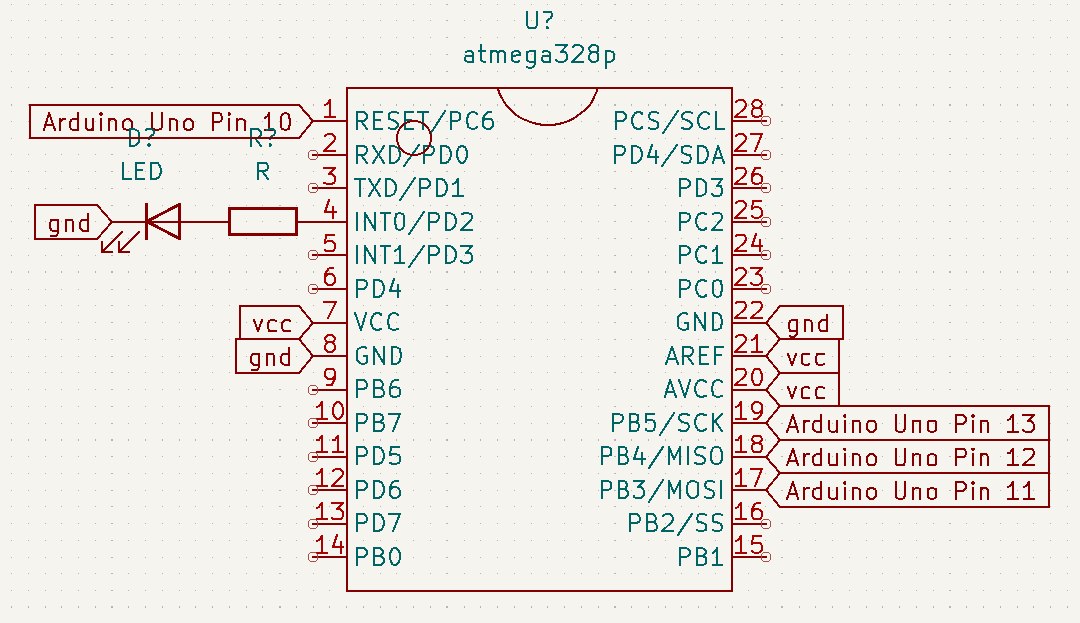 U?
atmega328p
Arduino Uno Pin 10
D?
LED
R?
R
gnd
vcc
gnd
1 RESET/PC6
2 RXD/PD0
3 TXD/PD1
4 INT0/PD2
5 INT1/PD3
6 PD4
7 VCC
8 GND
9 PB6
10 PB7
11 PD5
12 PD6
13 PD7
14 PB0
PCS/SCL 28
PD4/SDA 27
PD3 26
PC2 25
PC1 24
PC0 23
GND 22 gnd
AREF 21 vcc
AVCC 20 vcc
PB5/SCK 19 Arduino Uno Pin 13
PB4/MISO 18 Arduino Uno Pin 12
PB3/MOSI 17 Arduino Uno Pin 11
PB2/SS 16
PB1 15